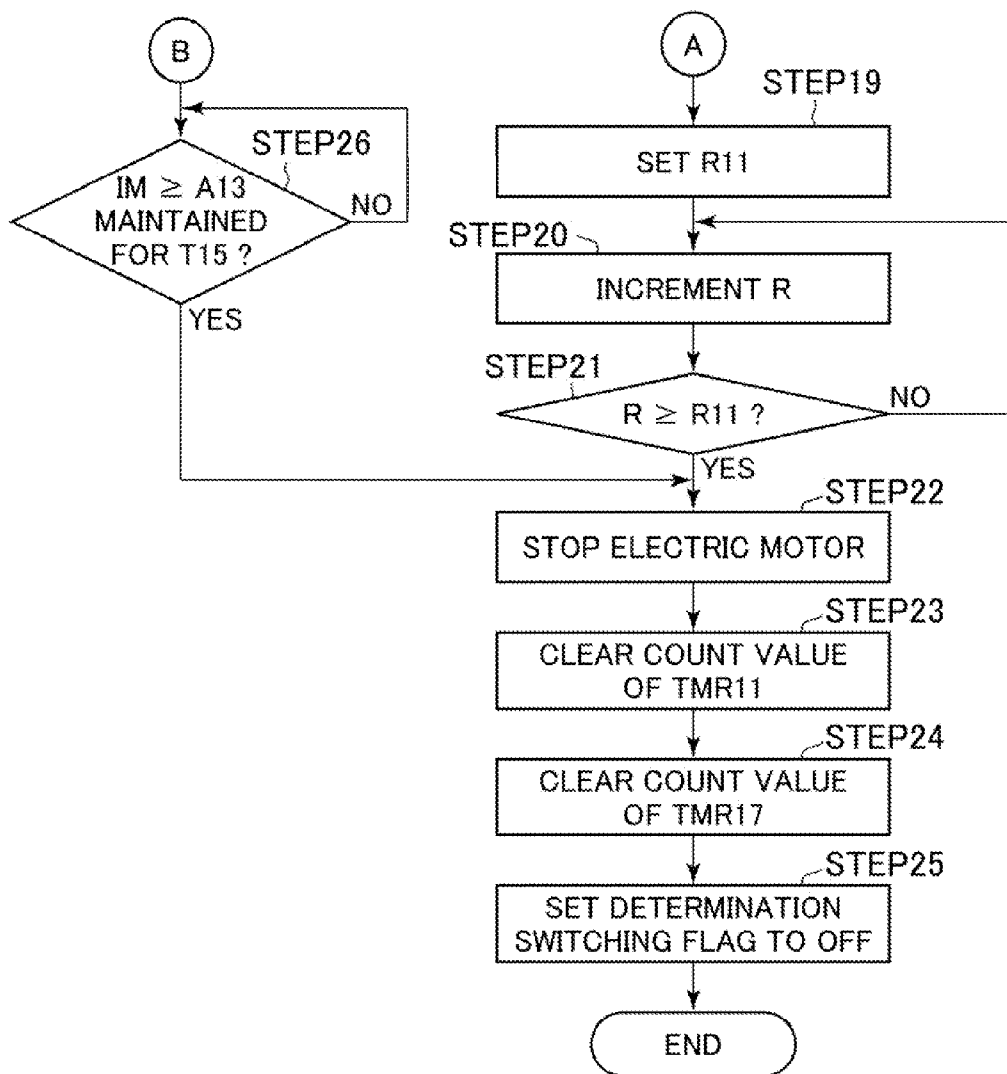 B
A
STEP19
SET R11
STEP26
IM ≥ A13
MAINTAINED
FOR T15 ?
NO
YES
STEP20
INCREMENT R
STEP21
R ≥ R11 ?
NO
YES
STEP22
STOP ELECTRIC MOTOR
STEP23
CLEAR COUNT VALUE
OF TMR11
STEP24
CLEAR COUNT VALUE
OF TMR17
STEP25
SET DETERMINATION
SWITCHING FLAG TO OFF
END